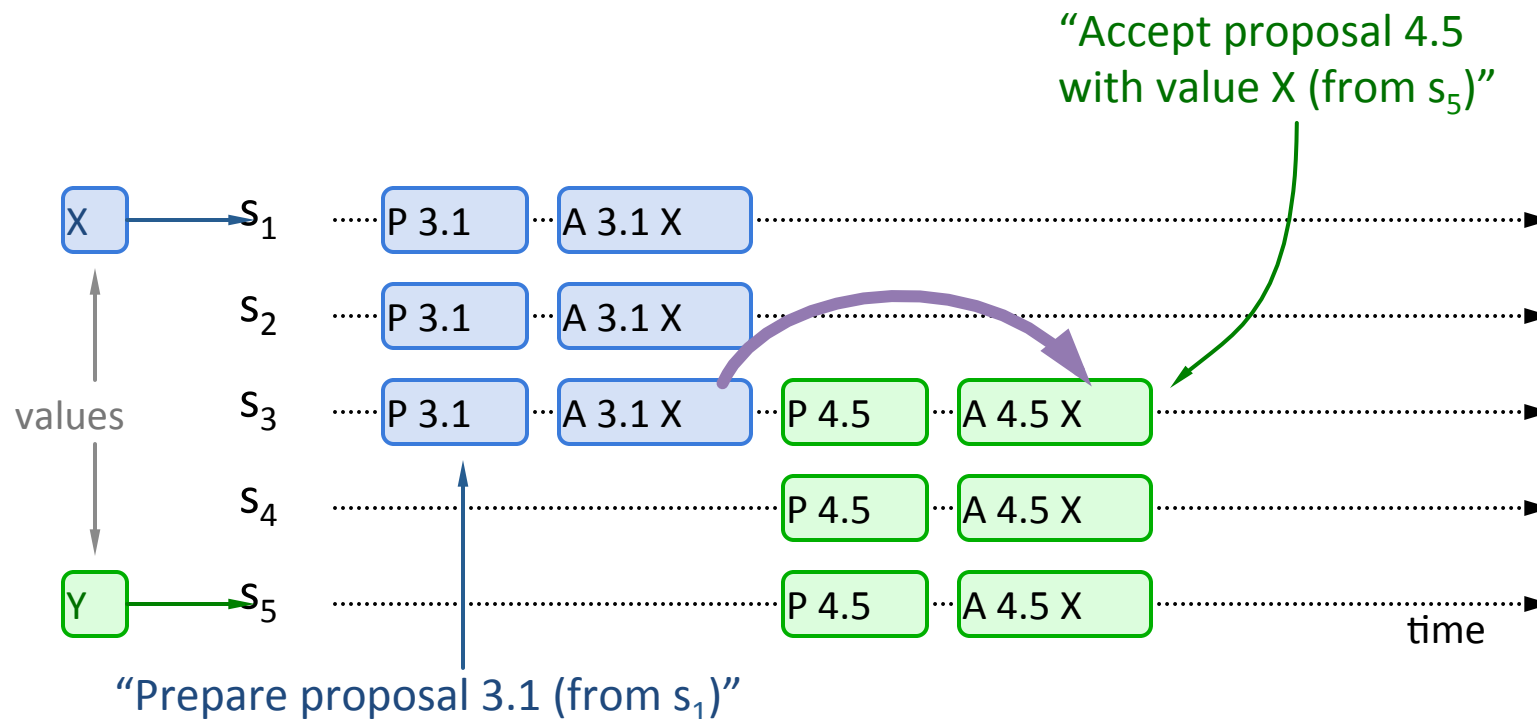 “Accept proposal 4.5
with value X (from s₅)”
X s₁ P 3.1 A 3.1 X
s₂ P 3.1 A 3.1 X
values s₃ P 3.1 A 3.1 X P 4.5 A 4.5 X
s₄ P 4.5 A 4.5 X
Y s₅ P 4.5 A 4.5 X
time
“Prepare proposal 3.1 (from s₁)”